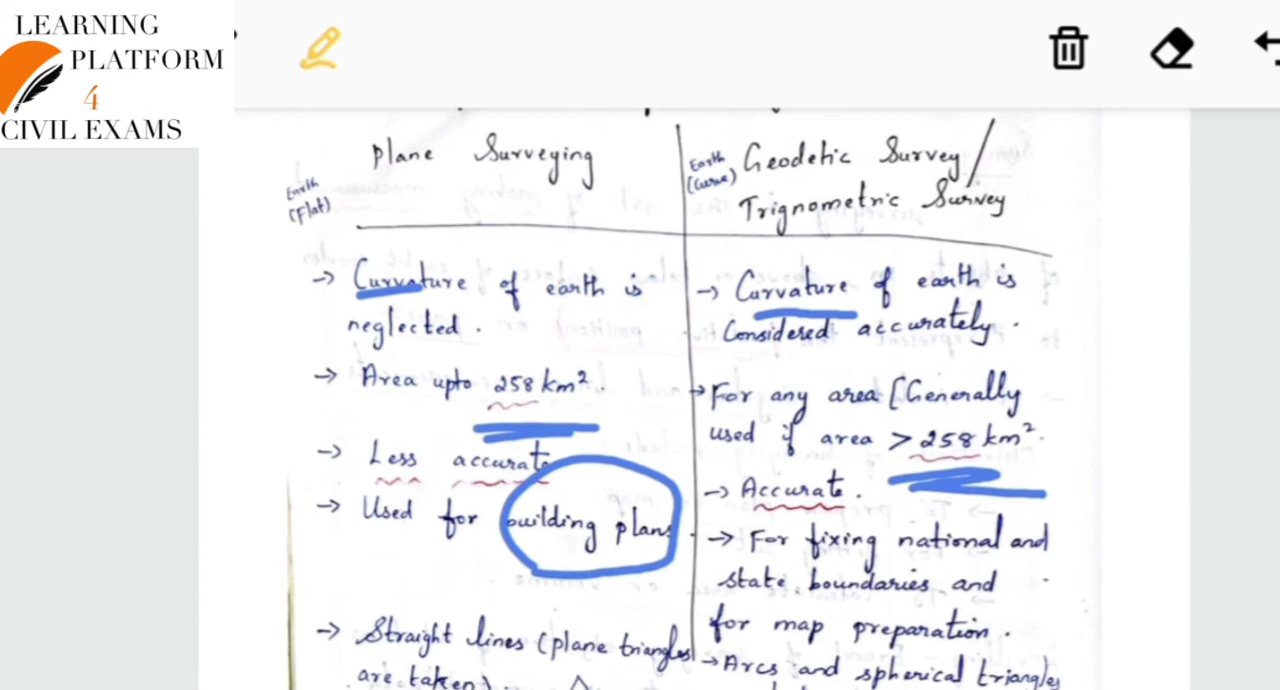 LEARNING
PLATFORM
4
CIVIL EXAMS
Plane Surveying
Earth
(Flat)
→ Curvature of earth is
neglected.
→ Area upto 258 km².
→ Less accurate
→ Used for building plans.
→ Straight lines (plane triangles
are taken).
Earth
(Curve)
Geodetic Survey /
Trignometric Survey
→ Curvature of earth is
Considered accurately.
→ For any area [Generally
used if area > 258 km².
→ Accurate.
→ For fixing national and
state boundaries and
for map preparation.
→ Arcs and spherical triangles